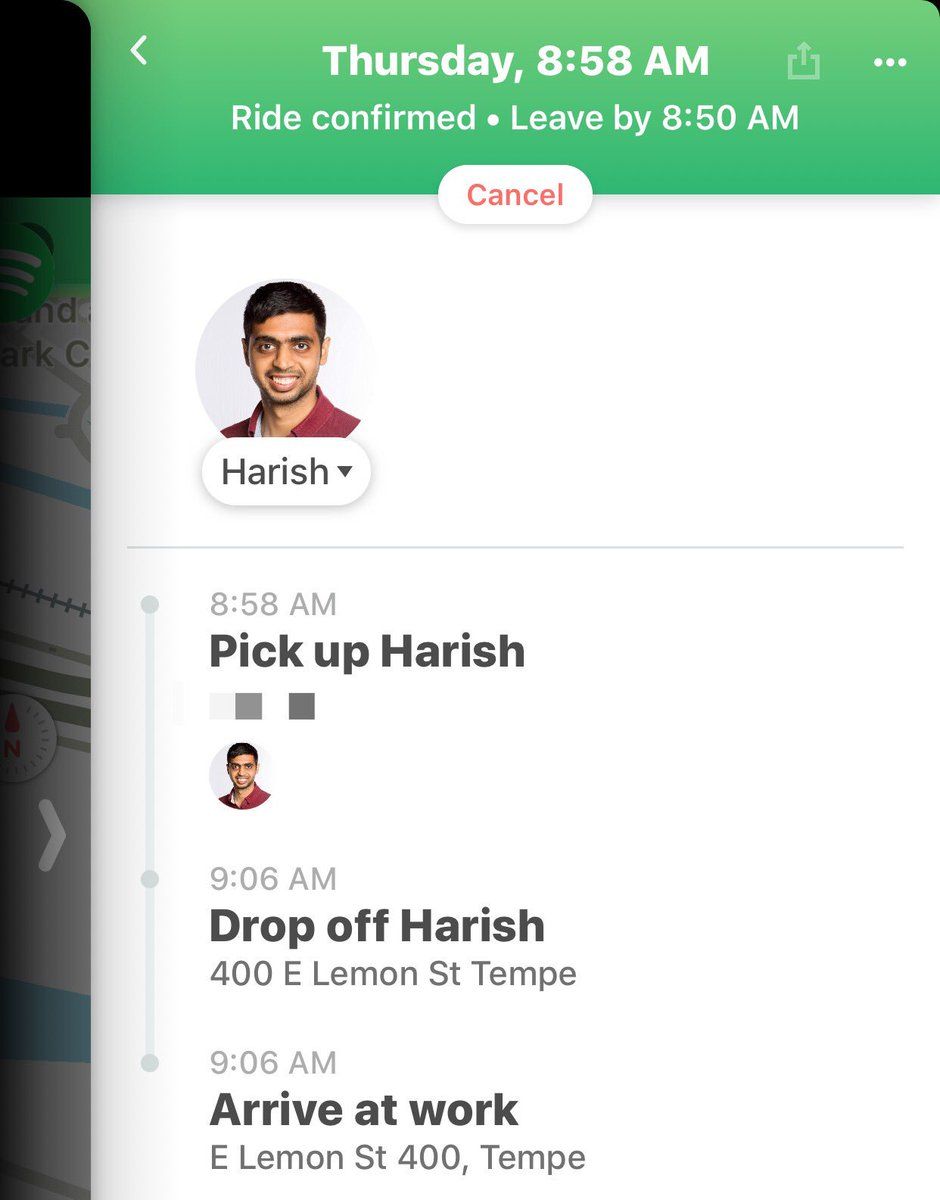 Thursday, 8:58 AM
Ride confirmed • Leave by 8:50 AM
Cancel
ark C
N
Harish
8:58 AM
Pick up Harish
9:06 AM
Drop off Harish
400 E Lemon St Tempe
9:06 AM
Arrive at work
E Lemon St 400, Tempe